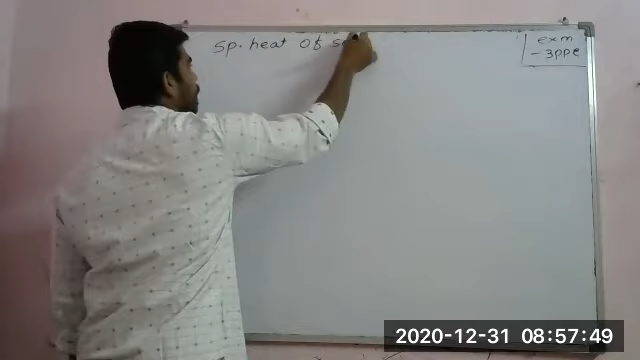 sp. heat of
exm
- 3ppe
2020-12-31 08:57:49